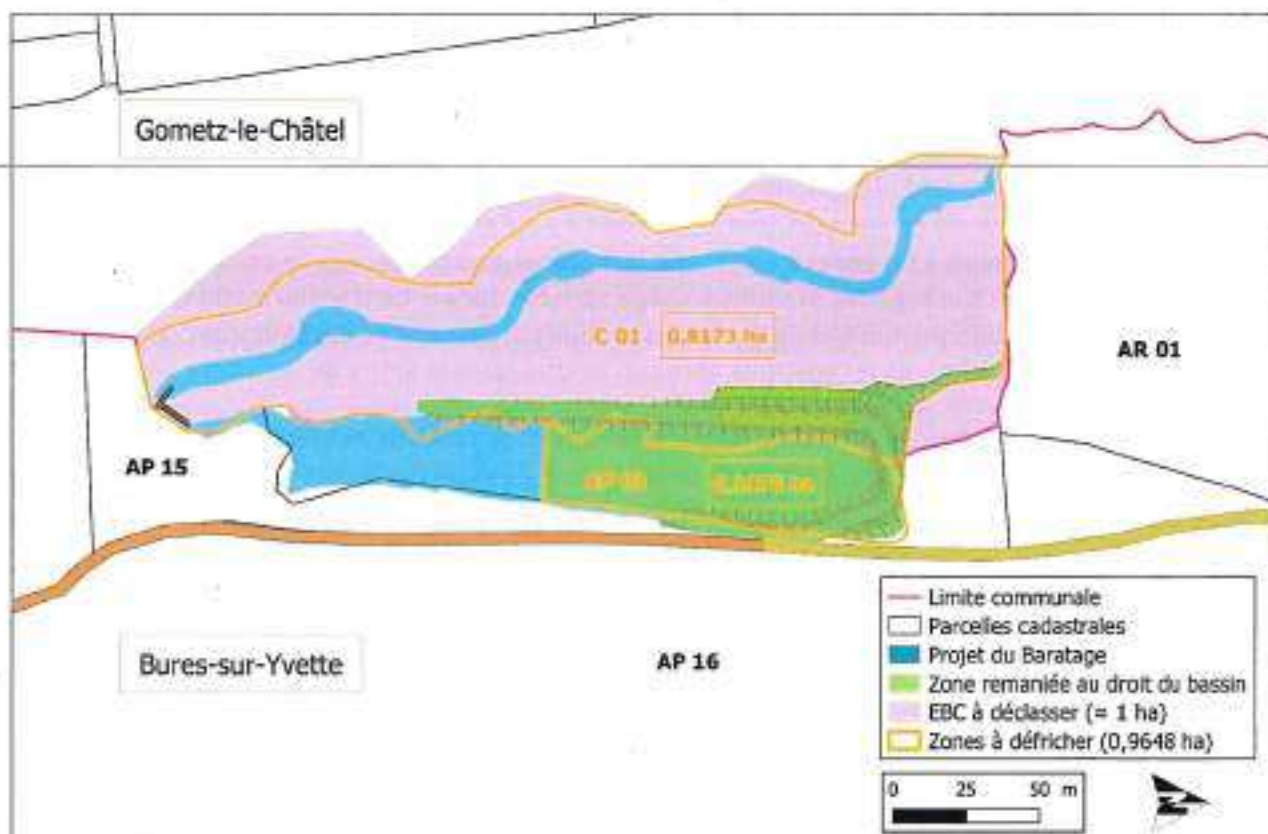 Gometz-le-Châtel
C 01 0,8173 ha
AR 01
AP 15
Bures-sur-Yvette
AP 16
Limite communale
Parcelles cadastrales
Projet du Baratage
Zone remaniée au droit du bassin
EBC à déclasser (= 1 ha)
Zones à défricher (0,9648 ha)
0 25 50 m